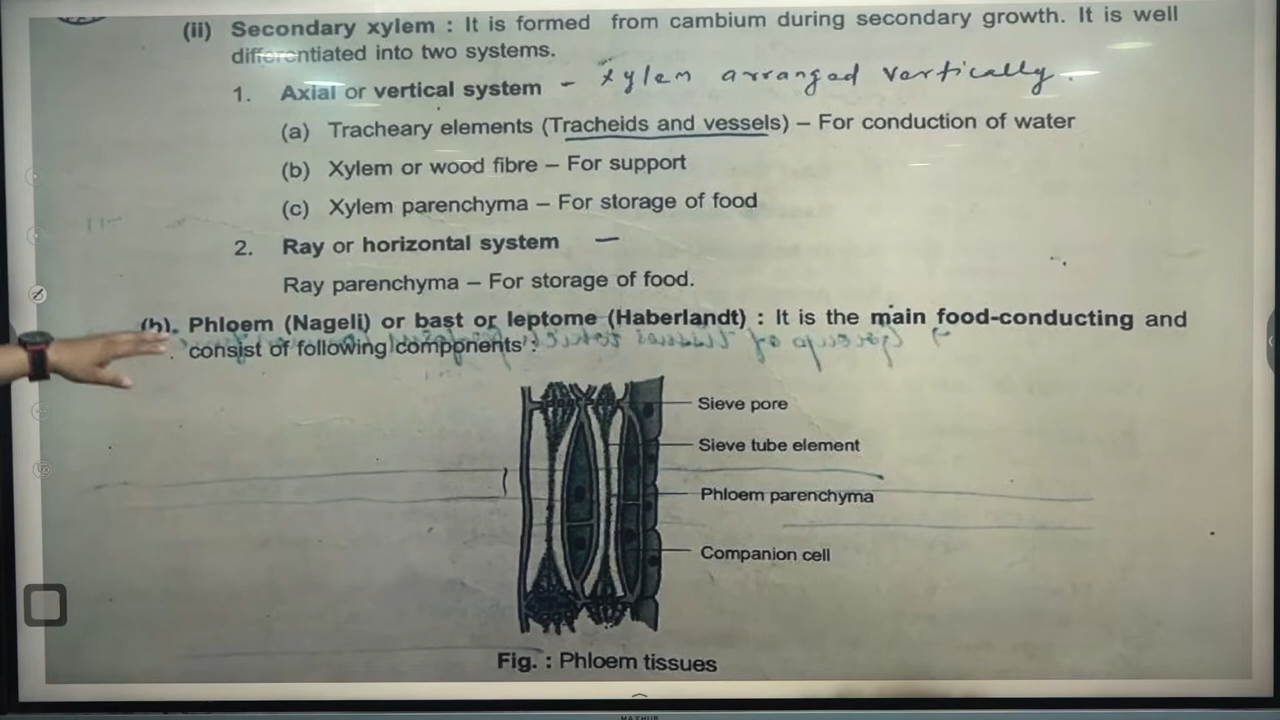 (ii) Secondary xylem : It is formed from cambium during secondary growth. It is well
differentiated into two systems.
1. Axial or vertical system – Xylem arranged vertically.
(a) Tracheary elements (Tracheids and vessels) – For conduction of water
(b) Xylem or wood fibre – For support
(c) Xylem parenchyma – For storage of food
2. Ray or horizontal system –
Ray parenchyma – For storage of food.
(b). Phloem (Nageli) or bast or leptome (Haberlandt) : It is the main food-conducting and
consist of following components :
Sieve pore
Sieve tube element
Phloem parenchyma
Companion cell
Fig. : Phloem tissues